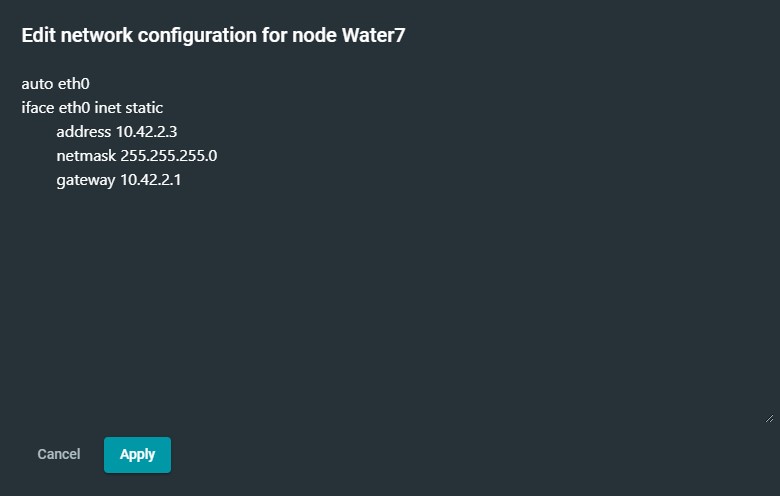 Edit network configuration for node Water7
auto eth0
iface eth0 inet static
address 10.42.2.3
netmask 255.255.255.0
gateway 10.42.2.1
Cancel
Apply